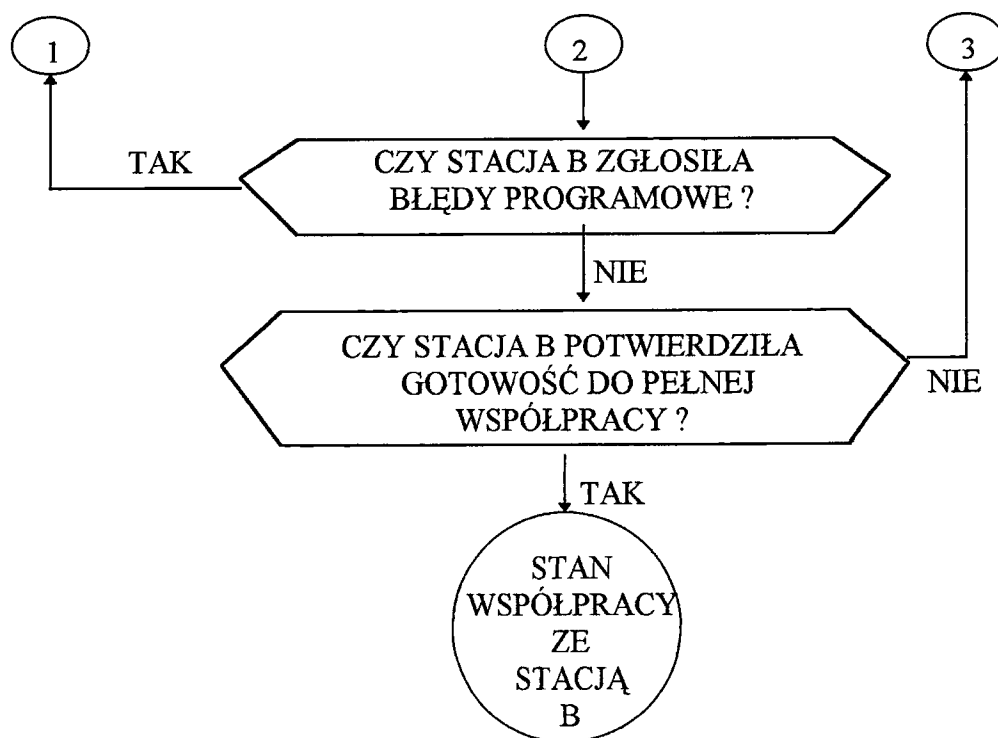 1
2
3
TAK
CZY STACJA B ZGŁOSIŁA
BŁĘDY PROGRAMOWE ?
NIE
CZY STACJA B POTWIERDZIŁA
GOTOWOŚĆ DO PEŁNEJ
WSPÓŁPRACY ?
NIE
TAK
STAN
WSPÓŁPRACY
ZE
STACJĄ
B